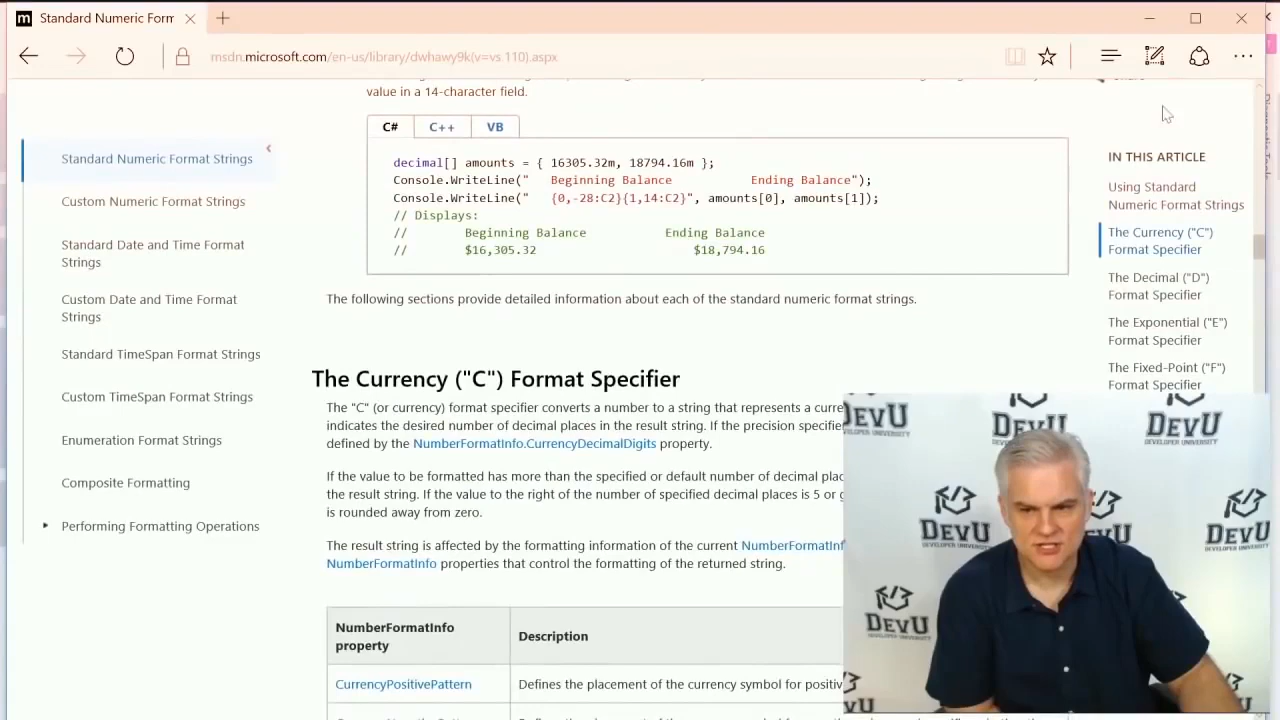 Standard Numeric Form
msdn.microsoft.com/en-us/library/dwhawy9k(v=vs.110).aspx
value in a 14-character field.
C# C++ VB
decimal[] amounts = { 16305.32m, 18794.16m };
Console.WriteLine("   Beginning Balance           Ending Balance");
Console.WriteLine("   {0,-28:C2}{1,14:C2}", amounts[0], amounts[1]);
// Displays:
//        Beginning Balance           Ending Balance
//        $16,305.32                      $18,794.16
The following sections provide detailed information about each of the standard numeric format strings.
The Currency ("C") Format Specifier
The "C" (or currency) format specifier converts a number to a string that represents a curre
indicates the desired number of decimal places in the result string. If the precision specifie
defined by the NumberFormatInfo.CurrencyDecimalDigits property.
If the value to be formatted has more than the specified or default number of decimal plac
the result string. If the value to the right of the number of specified decimal places is 5 or g
is rounded away from zero.
The result string is affected by the formatting information of the current NumberFormatInf
NumberFormatInfo properties that control the formatting of the returned string.
NumberFormatInfo
property
Description
CurrencyPositivePattern
Defines the placement of the currency symbol for positiv
Standard Numeric Format Strings
Custom Numeric Format Strings
Standard Date and Time Format
Strings
Custom Date and Time Format
Strings
Standard TimeSpan Format Strings
Custom TimeSpan Format Strings
Enumeration Format Strings
Composite Formatting
Performing Formatting Operations
IN THIS ARTICLE
Using Standard
Numeric Format Strings
The Currency ("C")
Format Specifier
The Decimal ("D")
Format Specifier
The Exponential ("E")
Format Specifier
The Fixed-Point ("F")
Format Specifier
DEVU
DEVELOPER UNIVERSITY
DEVU
DEVELOPER UNIVERSITY
DEVU
DEVELOPER UNIVERSITY
DEVU
DEVELOPER UNIVERSITY
DEVU
DEVELOPER UNIVERSITY